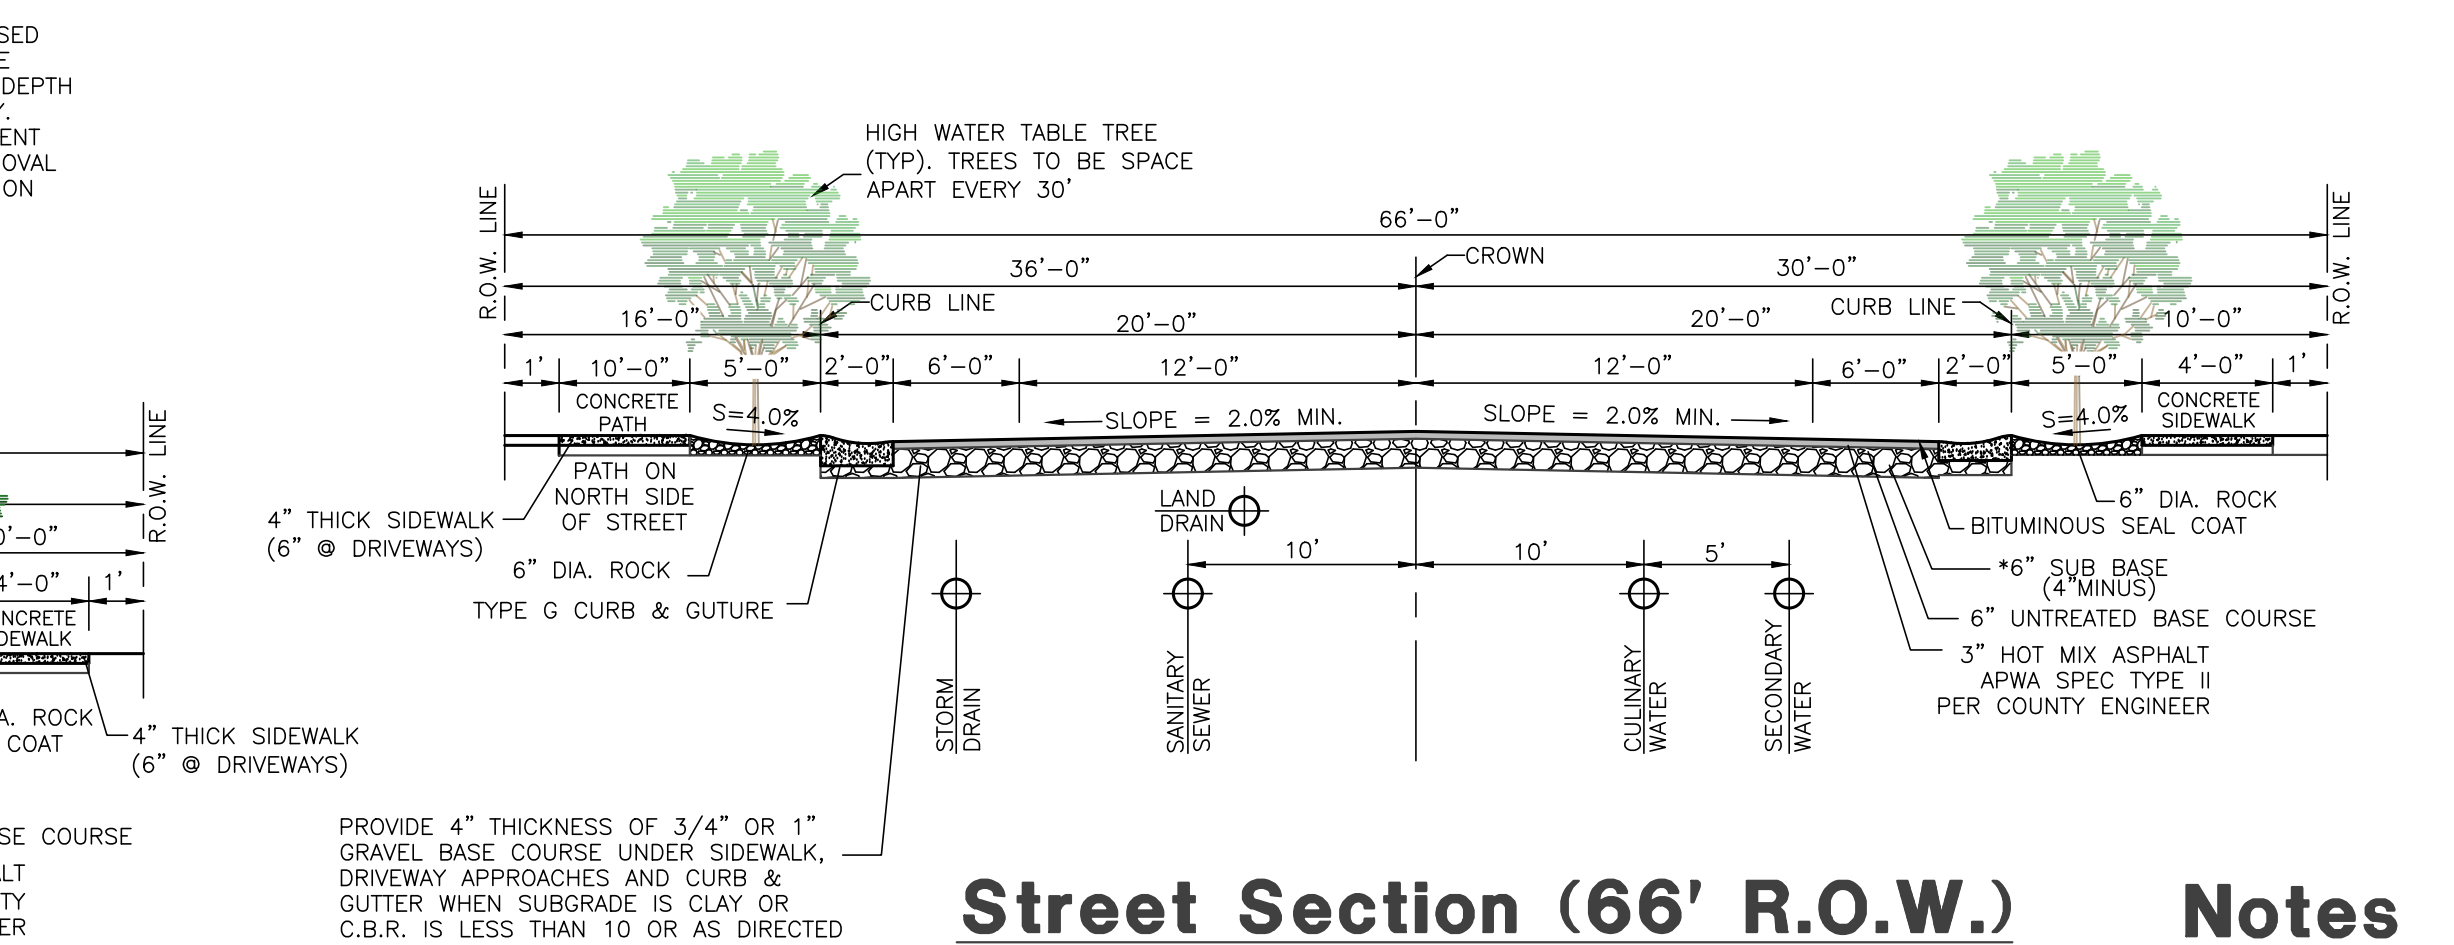 SED
E
DEPTH
Y.
ENT
OVAL
ON
HIGH WATER TABLE TREE
(TYP). TREES TO BE SPACE
APART EVERY 30'
R.O.W. LINE
66'-0"
R.O.W. LINE
36'-0"
CROWN
30'-0"
CURB LINE
CURB LINE
16'-0"
20'-0"
20'-0"
10'-0"
1'
10'-0"
5'-0"
2'-0"
6'-0"
12'-0"
12'-0"
6'-0"
2'-0"
5'-0"
4'-0"
1'
CONCRETE
PATH
S=4.0%
SLOPE = 2.0% MIN.
SLOPE = 2.0% MIN.
S=4.0%
CONCRETE
SIDEWALK
PATH ON
NORTH SIDE
OF STREET
4" THICK SIDEWALK
(6" @ DRIVEWAYS)
6" DIA. ROCK
TYPE G CURB & GUTURE
LAND
DRAIN
10'
10'
5'
STORM
DRAIN
SANITARY
SEWER
CULINARY
WATER
SECONDARY
WATER
6" DIA. ROCK
BITUMINOUS SEAL COAT
*6" SUB BASE
(4"MINUS)
6" UNTREATED BASE COURSE
3" HOT MIX ASPHALT
APWA SPEC TYPE II
PER COUNTY ENGINEER
R.O.W. LINE
0'-0"
4'-0"
1'
NCRETE
DEWALK
A. ROCK
COAT
4" THICK SIDEWALK
(6" @ DRIVEWAYS)
SE COURSE
ALT
TY
ER
PROVIDE 4" THICKNESS OF 3/4" OR 1"
GRAVEL BASE COURSE UNDER SIDEWALK,
DRIVEWAY APPROACHES AND CURB &
GUTTER WHEN SUBGRADE IS CLAY OR
C.B.R. IS LESS THAN 10 OR AS DIRECTED
Street Section (66' R.O.W.)
Notes